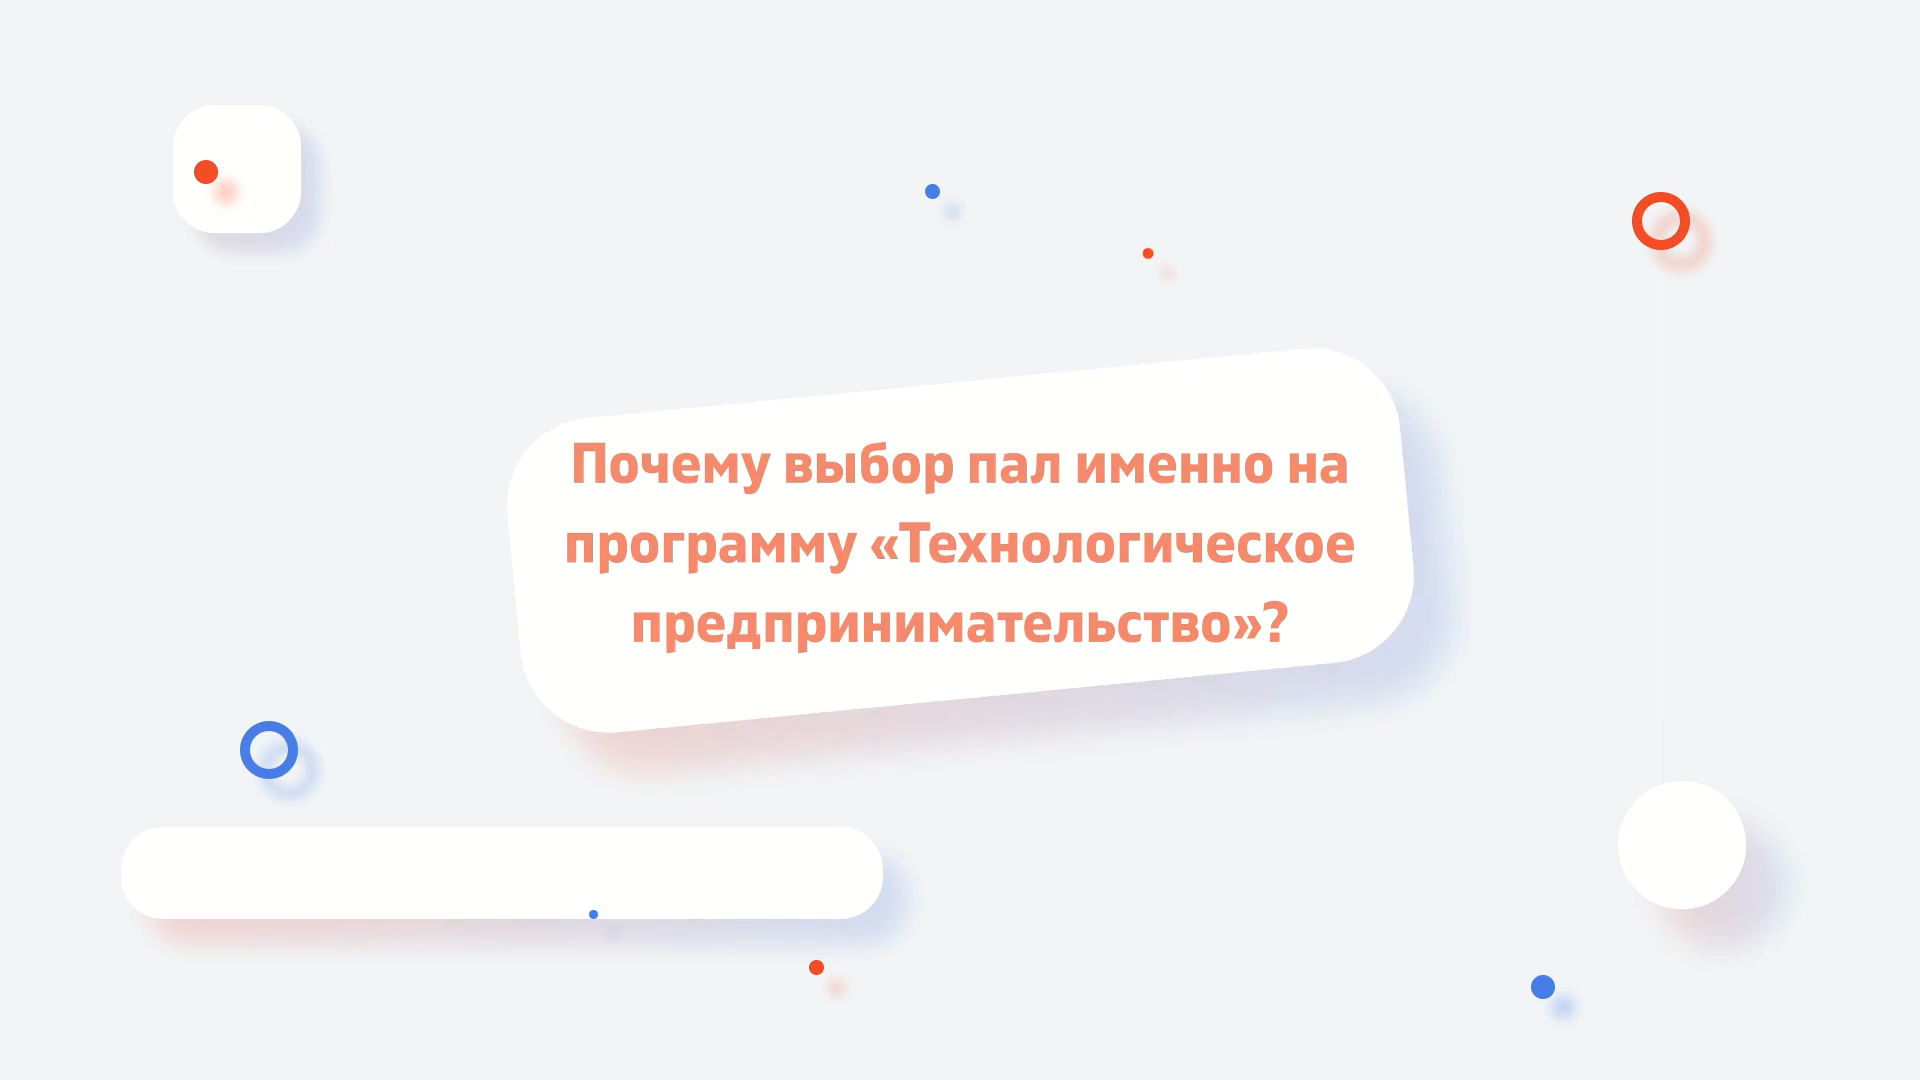 Почему выбор пал именно на
программу «Технологическое
предпринимательство»?